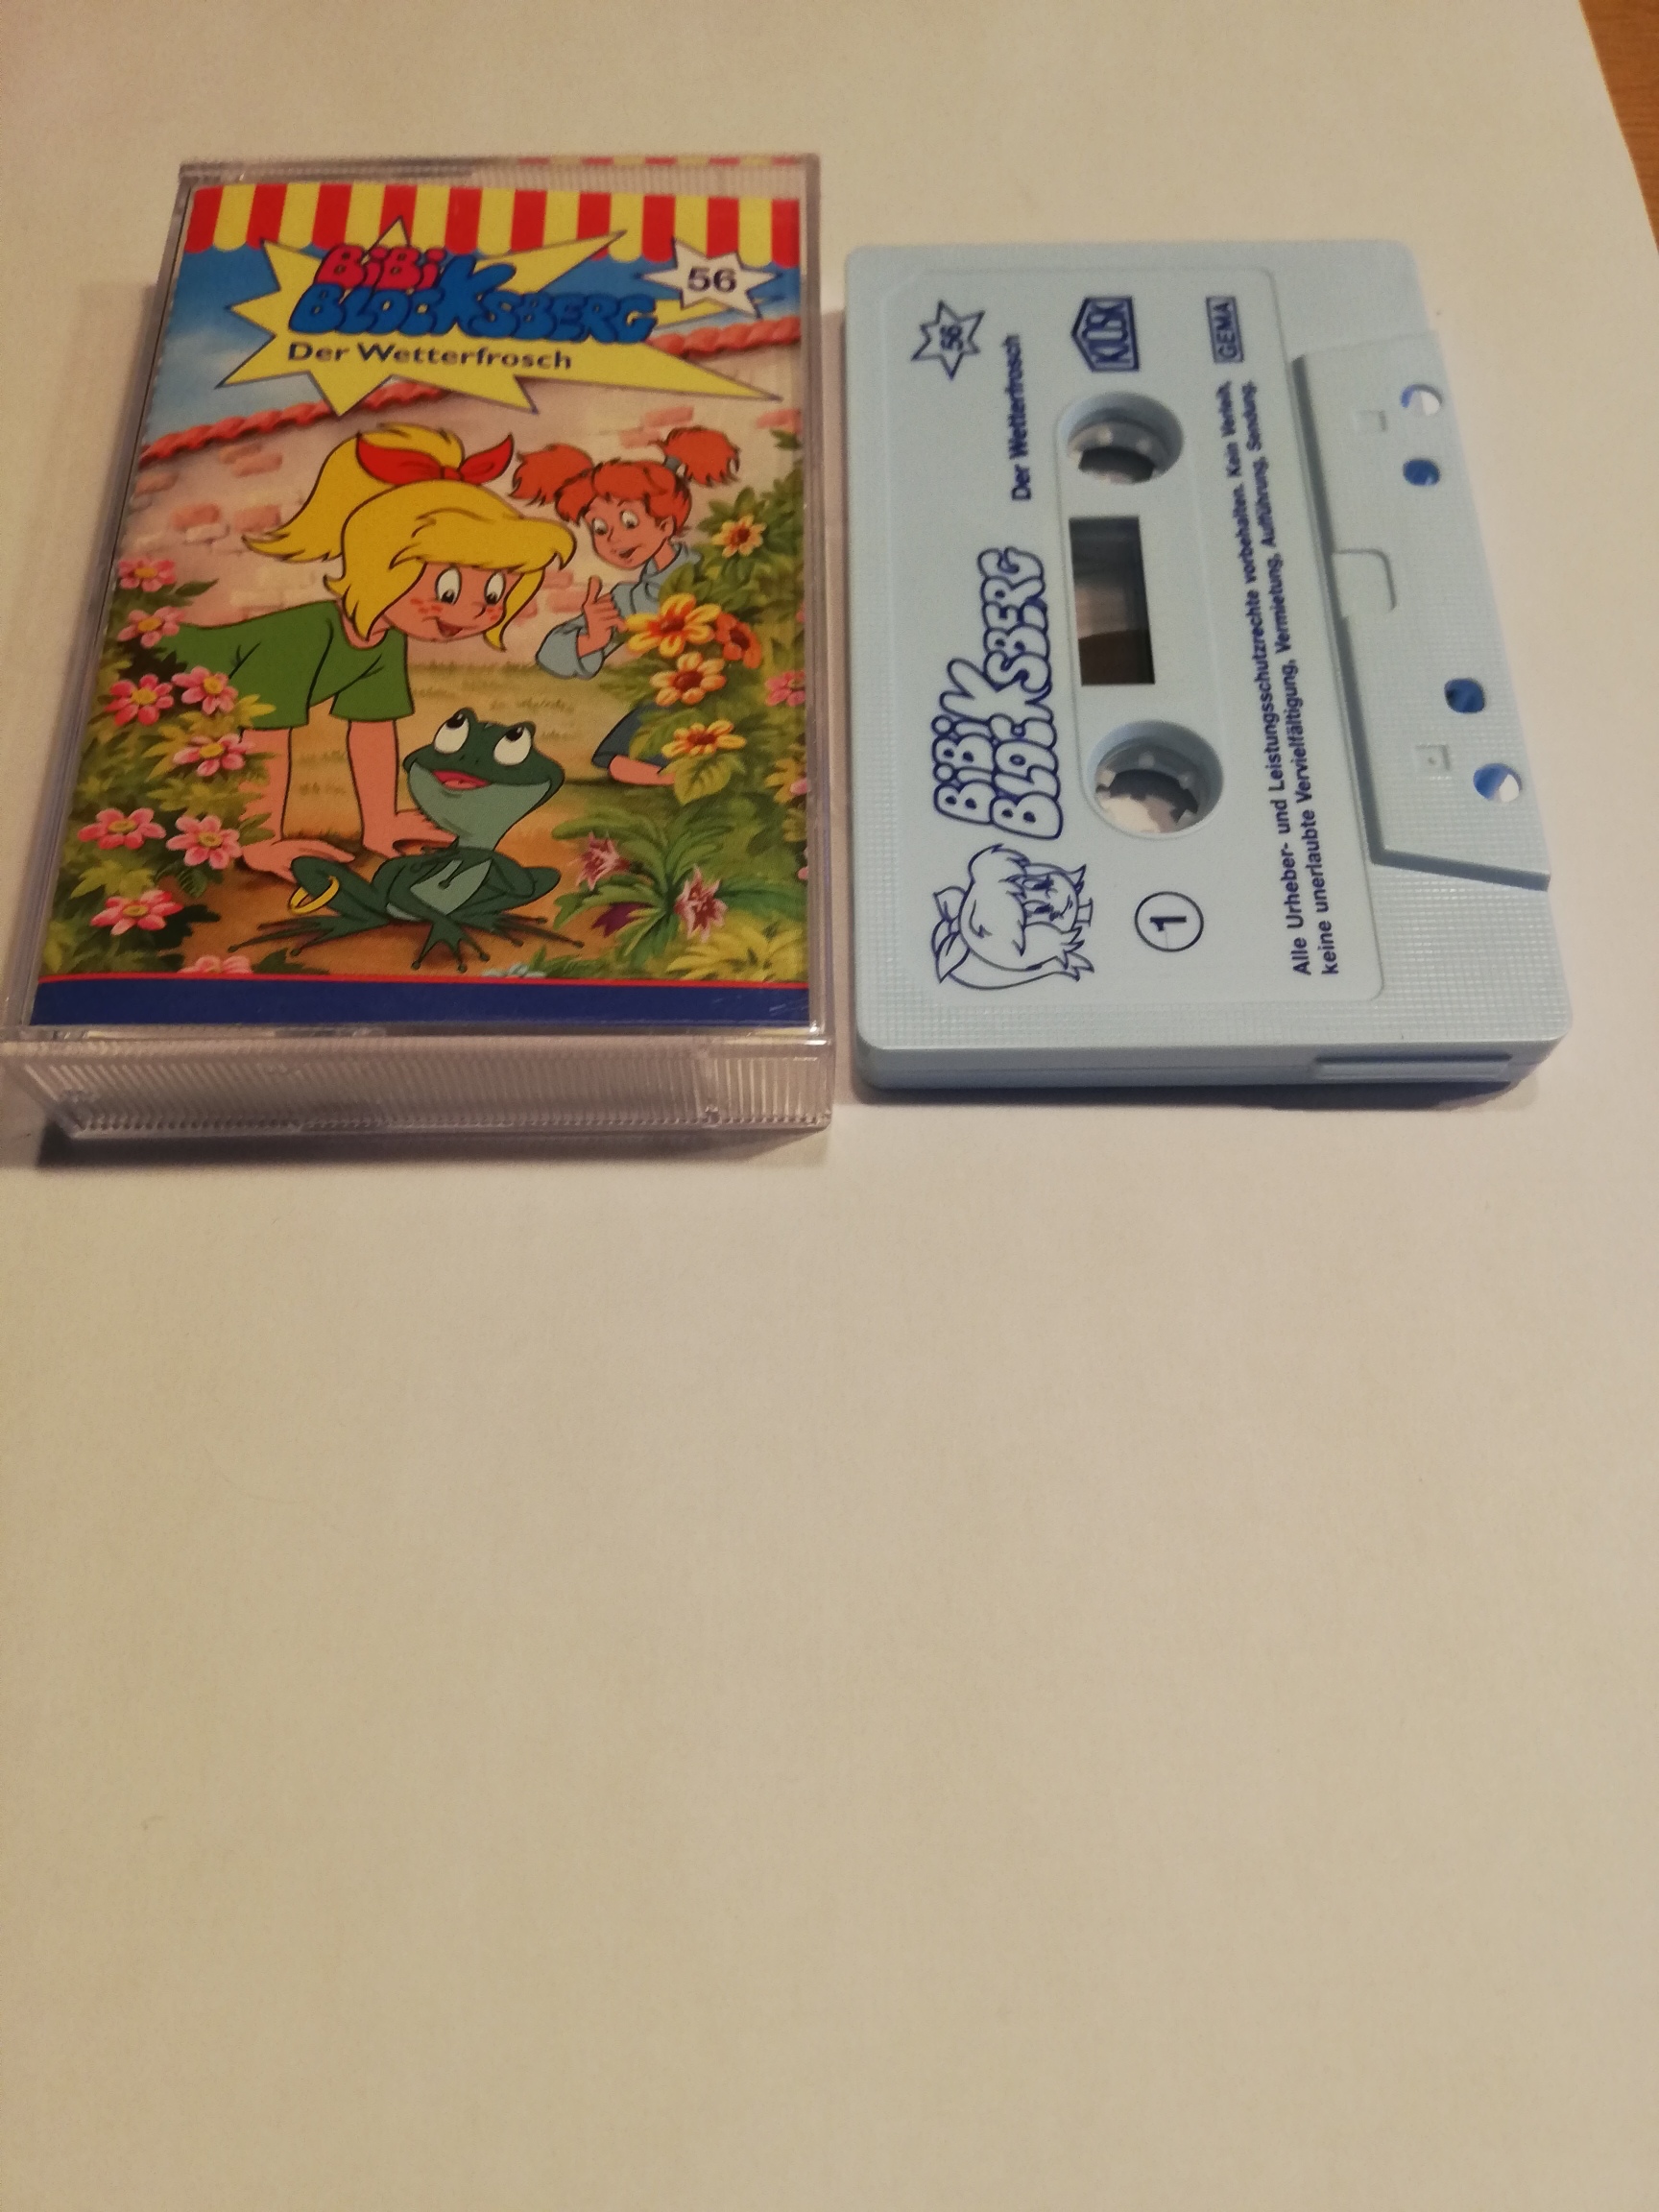 BiBi
BLOCKSBERG
56
Der Wetterfrosch
56
Der Wetterfrosch
BiBi
BLOCKSBERG
KIOSK
1
GEMA
Alle Urheber- und Leistungsschutzrechte vorbehalten. Kein Verleih,
keine unerlaubte Vervielfältigung, Vermietung, Aufführung, Sendung.